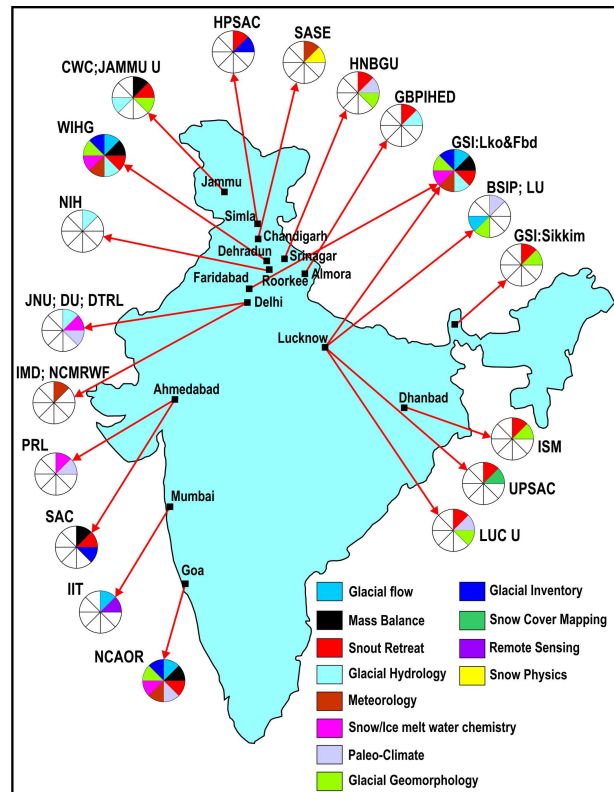 HPSAC
SASE
CWC;JAMMU U
HNBGU
GBPIHED
WIHG
GSI:Lko&Fbd
BSIP; LU
NIH
GSI:Sikkim
Jammu
Simla
Chandigarh
Dehradun
Srinagar
Roorkee
Almora
Faridabad
JNU; DU; DTRL
Delhi
Lucknow
IMD; NCMRWF
Ahmedabad
Dhanbad
PRL
ISM
UPSAC
Mumbai
SAC
LUC U
Goa
IIT
NCAOR
Glacial flow
Mass Balance
Snout Retreat
Glacial Hydrology
Meteorology
Snow/Ice melt water chemistry
Paleo-Climate
Glacial Geomorphology
Glacial Inventory
Snow Cover Mapping
Remote Sensing
Snow Physics